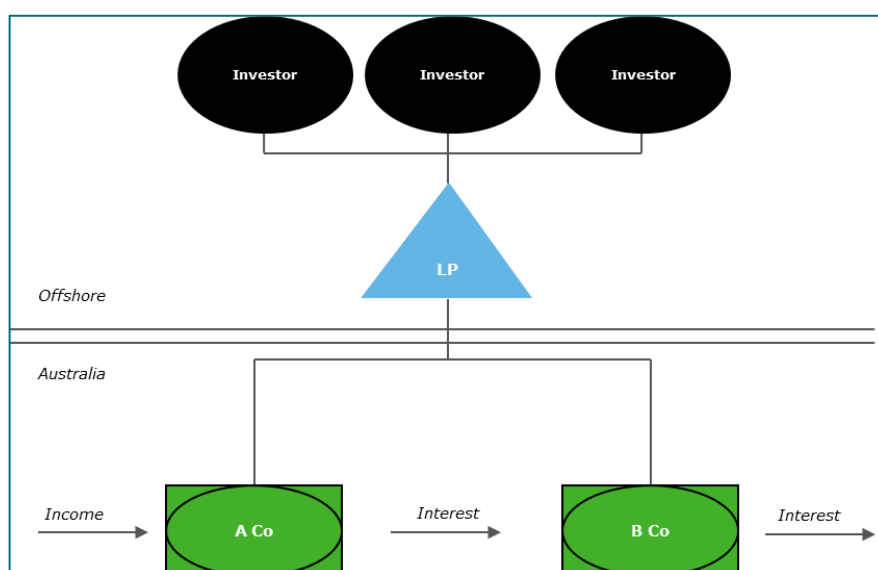 Investor
Investor
Investor
LP
Offshore
Australia
Income
A Co
Interest
B Co
Interest